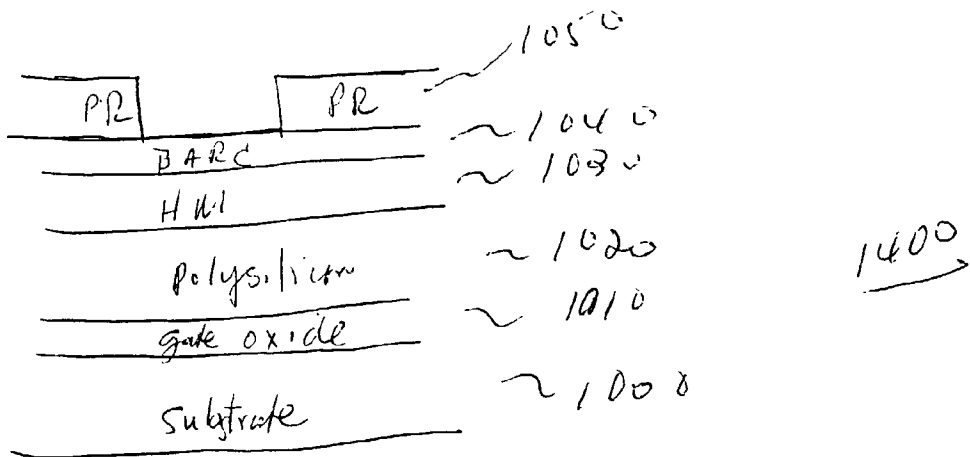 1050
PR PR
1040
BARC
1030
HM
1020
1400
Polysilicon
1010
gate oxide
1000
Substrate